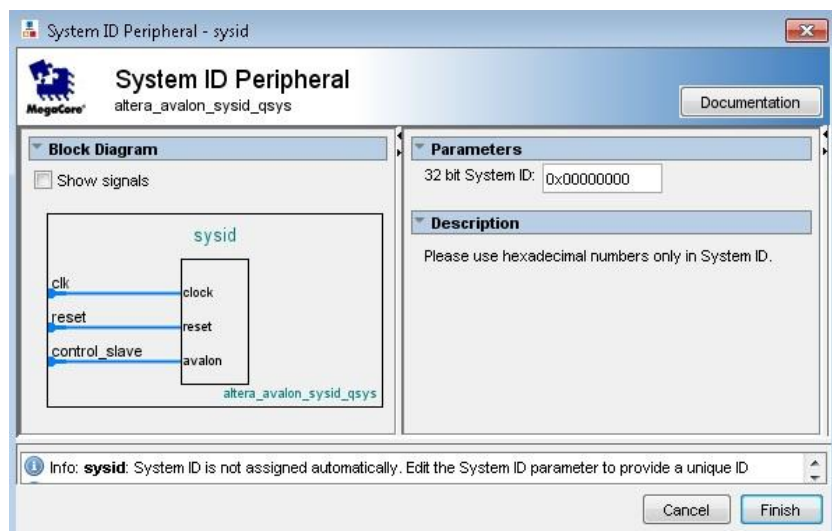 System ID Peripheral - sysid
MegaCore®
System ID Peripheral
altera_avalon_sysid_qsys
Documentation
Block Diagram
Show signals
sysid
clk
clock
reset
reset
control_slave
avalon
altera_avalon_sysid_qsys
Parameters
32 bit System ID: 0x00000000
Description
Please use hexadecimal numbers only in System ID.
Info: sysid: System ID is not assigned automatically. Edit the System ID parameter to provide a unique ID
Cancel
Finish